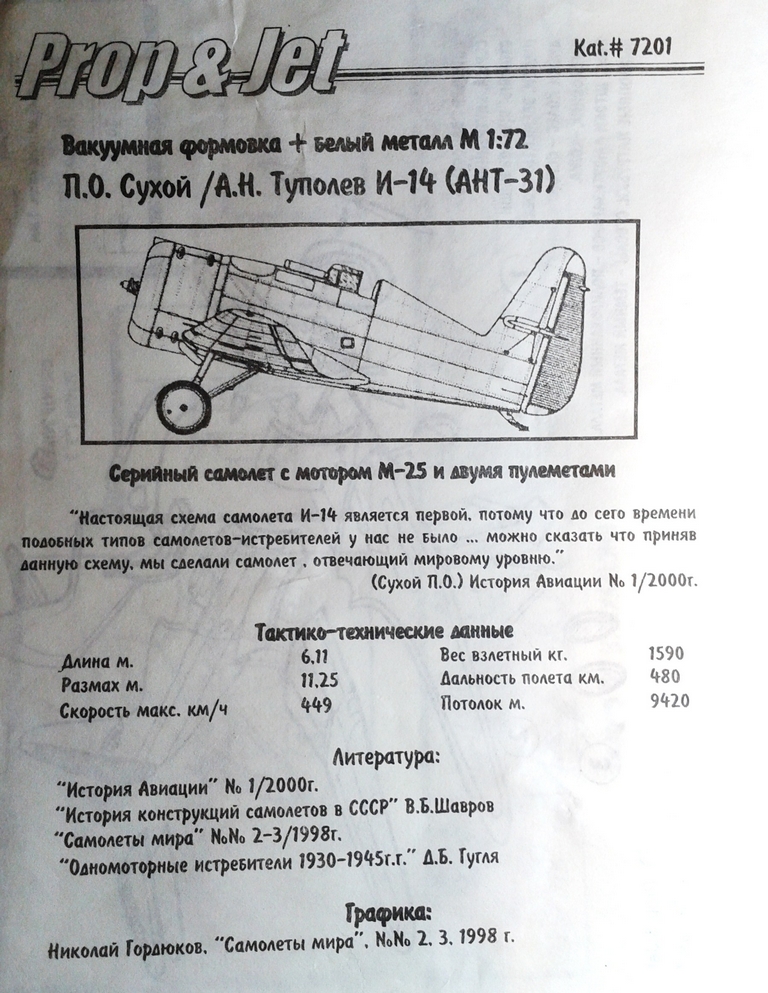 Prop & Jet
Kat.# 7201
Вакуумная формовка + белый металл М 1:72
П.О. Сухой /А.Н. Туполев И-14 (АНТ-31)
Серийный самолет с мотором М-25 и двумя пулеметами
"Настоящая схема самолета И-14 является первой, потому что до сего времени
подобных типов самолетов-истребителей у нас не было ... можно сказать что приняв
данную схему, мы сделали самолет , отвечающий мировому уровню."
(Сухой П.О.) История Авиации № 1/2000г.
Тактико-технические данные
Длина м. 6,11 Вес взлетный кг. 1590
Размах м. 11,25 Дальность полета км. 480
Скорость макс. км/ч 449 Потолок м. 9420
Литература:
"История Авиации" № 1/2000г.
"История конструкций самолетов в СССР" В.Б.Шавров
"Самолеты мира" №№ 2-3/1998г.
"Одномоторные истребители 1930-1945г.г." Д.Б. Гугля
Графика:
Николай Гордюков, "Самолеты мира", №№ 2, 3, 1998 г.